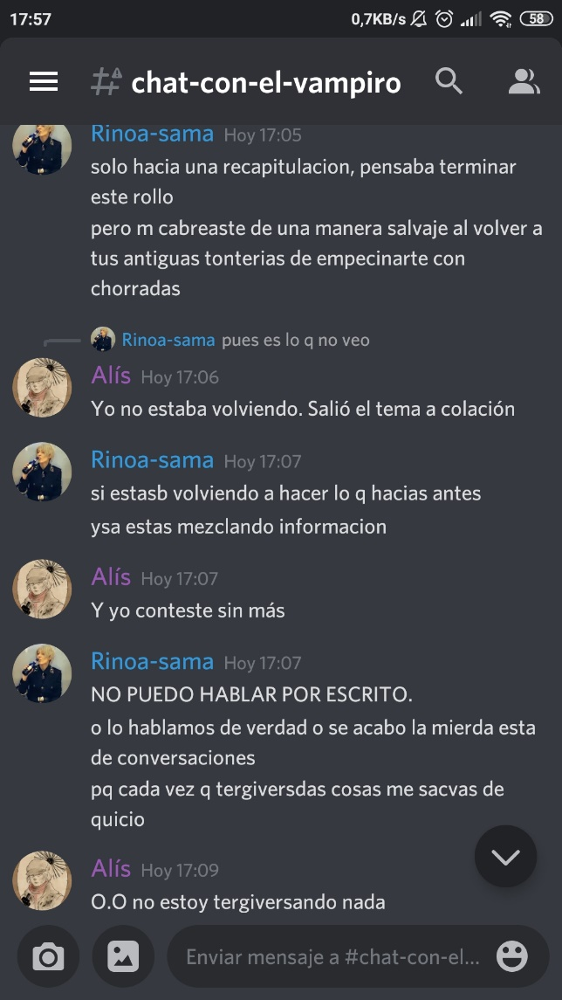 17:57
0,7KB/s
58
chat-con-el-vampiro
Rinoa-sama Hoy 17:05
solo hacia una recapitulacion, pensaba terminar
este rollo
pero m cabreaste de una manera salvaje al volver a
tus antiguas tonterias de empecinarte con
chorradas
Rinoa-sama pues es lo q no veo
Alís Hoy 17:06
Yo no estaba volviendo. Salió el tema a colación
Rinoa-sama Hoy 17:07
si estasb volviendo a hacer lo q hacias antes
ysa estas mezclando informacion
Alís Hoy 17:07
Y yo conteste sin más
Rinoa-sama Hoy 17:07
NO PUEDO HABLAR POR ESCRITO.
o lo hablamos de verdad o se acabo la mierda esta
de conversaciones
pq cada vez q tergiversdas cosas me sacvas de
quicio
Alís Hoy 17:09
O.O no estoy tergiversando nada
Enviar mensaje a #chat-con-el...